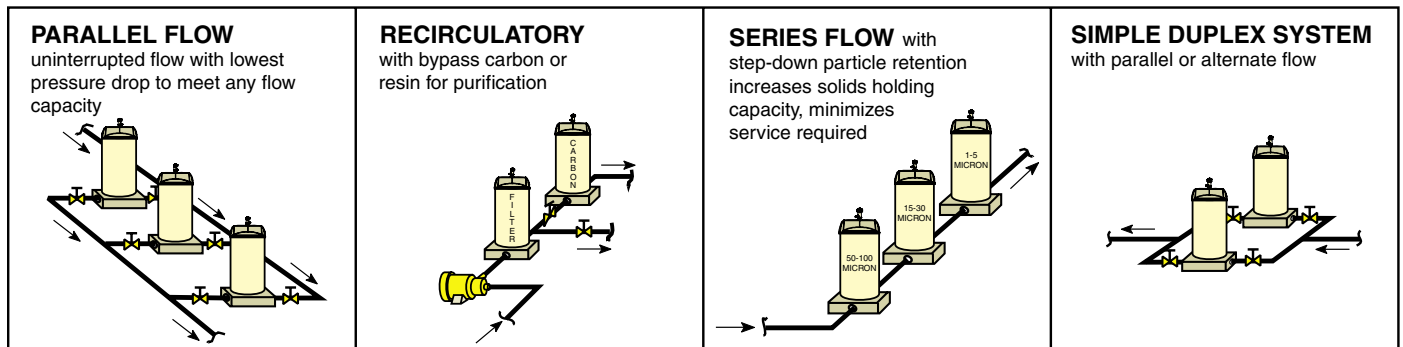 PARALLEL FLOW
uninterrupted flow with lowest
pressure drop to meet any flow
capacity
RECIRCULATORY
with bypass carbon or
resin for purification
CARBON
FILTER
SERIES FLOW with
step-down particle retention
increases solids holding
capacity, minimizes
service required
1-5
MICRON
15-30
MICRON
50-100
MICRON
SIMPLE DUPLEX SYSTEM
with parallel or alternate flow